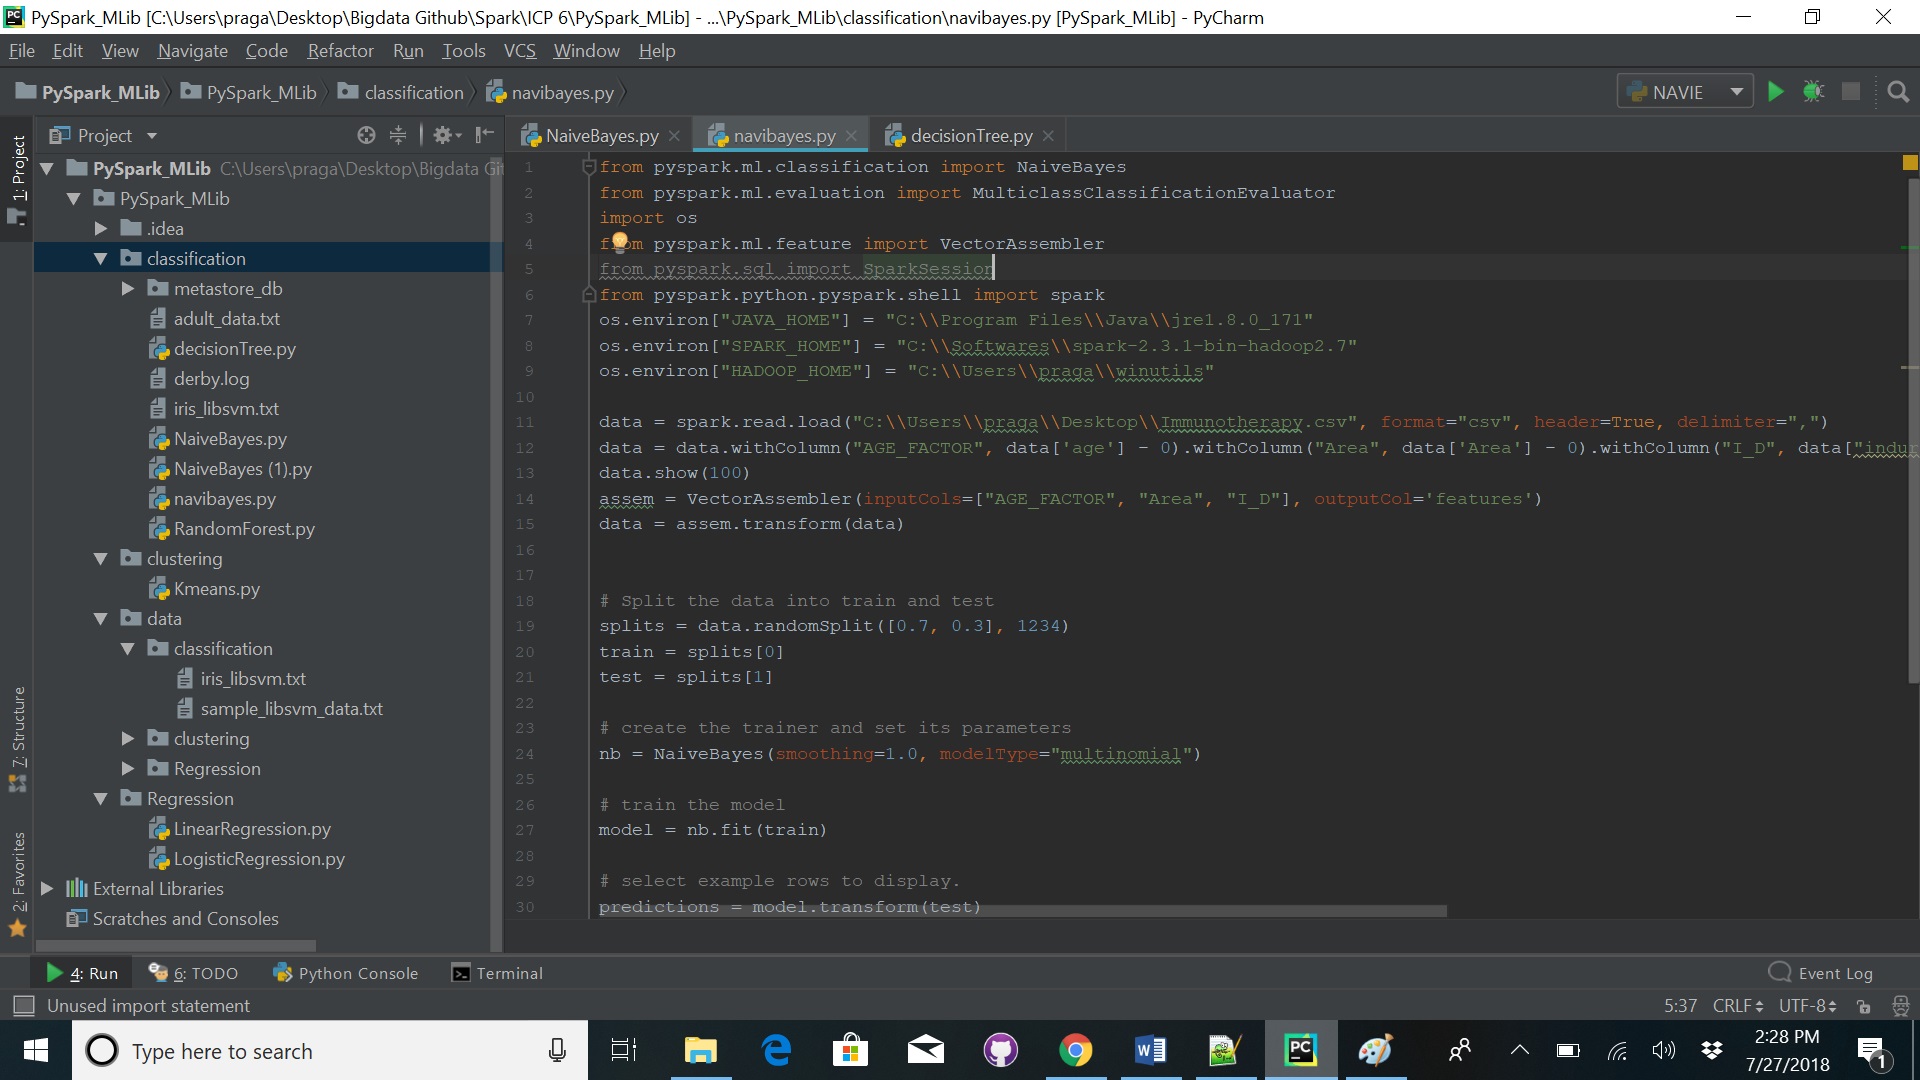 PySpark_MLib [C:\Users\praga\Desktop\Bigdata Github\Spark\ICP 6\PySpark_MLib] - ...\PySpark_MLib\classification\navibayes.py [PySpark_MLib] - PyCharm
File Edit View Navigate Code Refactor Run Tools VCS Window Help
PySpark_MLib PySpark_MLib classification navibayes.py
NAVIE
Project
NaiveBayes.py navibayes.py decisionTree.py
1: Project
7: Structure
2: Favorites
PySpark_MLib C:\Users\praga\Desktop\Bigdata Git
PySpark_MLib
.idea
classification
metastore_db
adult_data.txt
decisionTree.py
derby.log
iris_libsvm.txt
NaiveBayes.py
NaiveBayes (1).py
navibayes.py
RandomForest.py
clustering
Kmeans.py
data
classification
iris_libsvm.txt
sample_libsvm_data.txt
clustering
Regression
Regression
LinearRegression.py
LogisticRegression.py
External Libraries
Scratches and Consoles
1 from pyspark.ml.classification import NaiveBayes
2 from pyspark.ml.evaluation import MulticlassClassificationEvaluator
3 import os
4 from pyspark.ml.feature import VectorAssembler
5 from pyspark.sql import SparkSession
6 from pyspark.python.pyspark.shell import spark
7 os.environ["JAVA_HOME"] = "C:\\Program Files\\Java\\jre1.8.0_171"
8 os.environ["SPARK_HOME"] = "C:\\Softwares\\spark-2.3.1-bin-hadoop2.7"
9 os.environ["HADOOP_HOME"] = "C:\\Users\\praga\\winutils"
10
11 data = spark.read.load("C:\\Users\\praga\\Desktop\\Immunotherapy.csv", format="csv", header=True, delimiter=",")
12 data = data.withColumn("AGE_FACTOR", data['age'] - 0).withColumn("Area", data['Area'] - 0).withColumn("I_D", data["indur
13 data.show(100)
14 assem = VectorAssembler(inputCols=["AGE_FACTOR", "Area", "I_D"], outputCol='features')
15 data = assem.transform(data)
16
17
18 # Split the data into train and test
19 splits = data.randomSplit([0.7, 0.3], 1234)
20 train = splits[0]
21 test = splits[1]
22
23 # create the trainer and set its parameters
24 nb = NaiveBayes(smoothing=1.0, modelType="multinomial")
25
26 # train the model
27 model = nb.fit(train)
28
29 # select example rows to display.
30 predictions = model.transform(test)
4: Run 6: TODO Python Console Terminal Event Log
Unused import statement 5:37 CRLF UTF-8
Type here to search
2:28 PM
7/27/2018
1